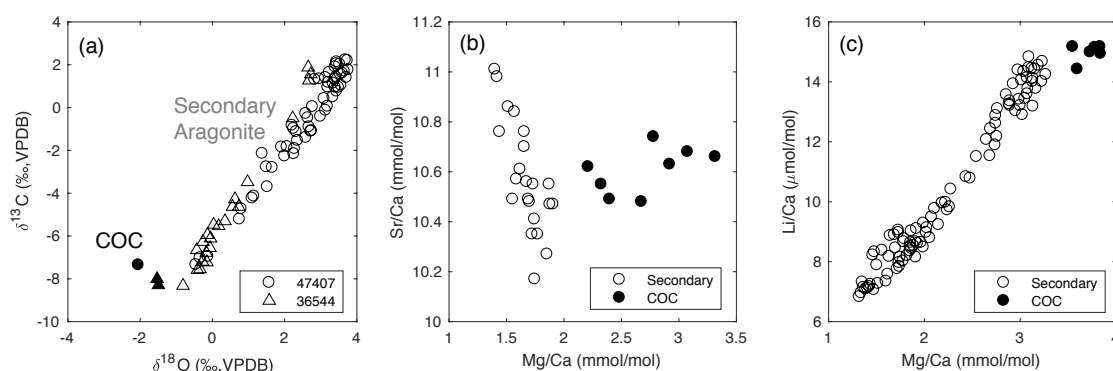 (a)
Secondary
Aragonite
COC
47407
36544
4
2
0
-2
-4
-6
-8
-10
-4
-2
0
2
4
δ¹³C (‰,VPDB)
δ¹⁸O (‰,VPDB)
(b)
Secondary
COC
11.2
11
10.8
10.6
10.4
10.2
10
1
1.5
2
2.5
3
3.5
Sr/Ca (mmol/mol)
Mg/Ca (mmol/mol)
(c)
Secondary
COC
16
14
12
10
8
6
1
2
3
4
Li/Ca (μmol/mol)
Mg/Ca (mmol/mol)